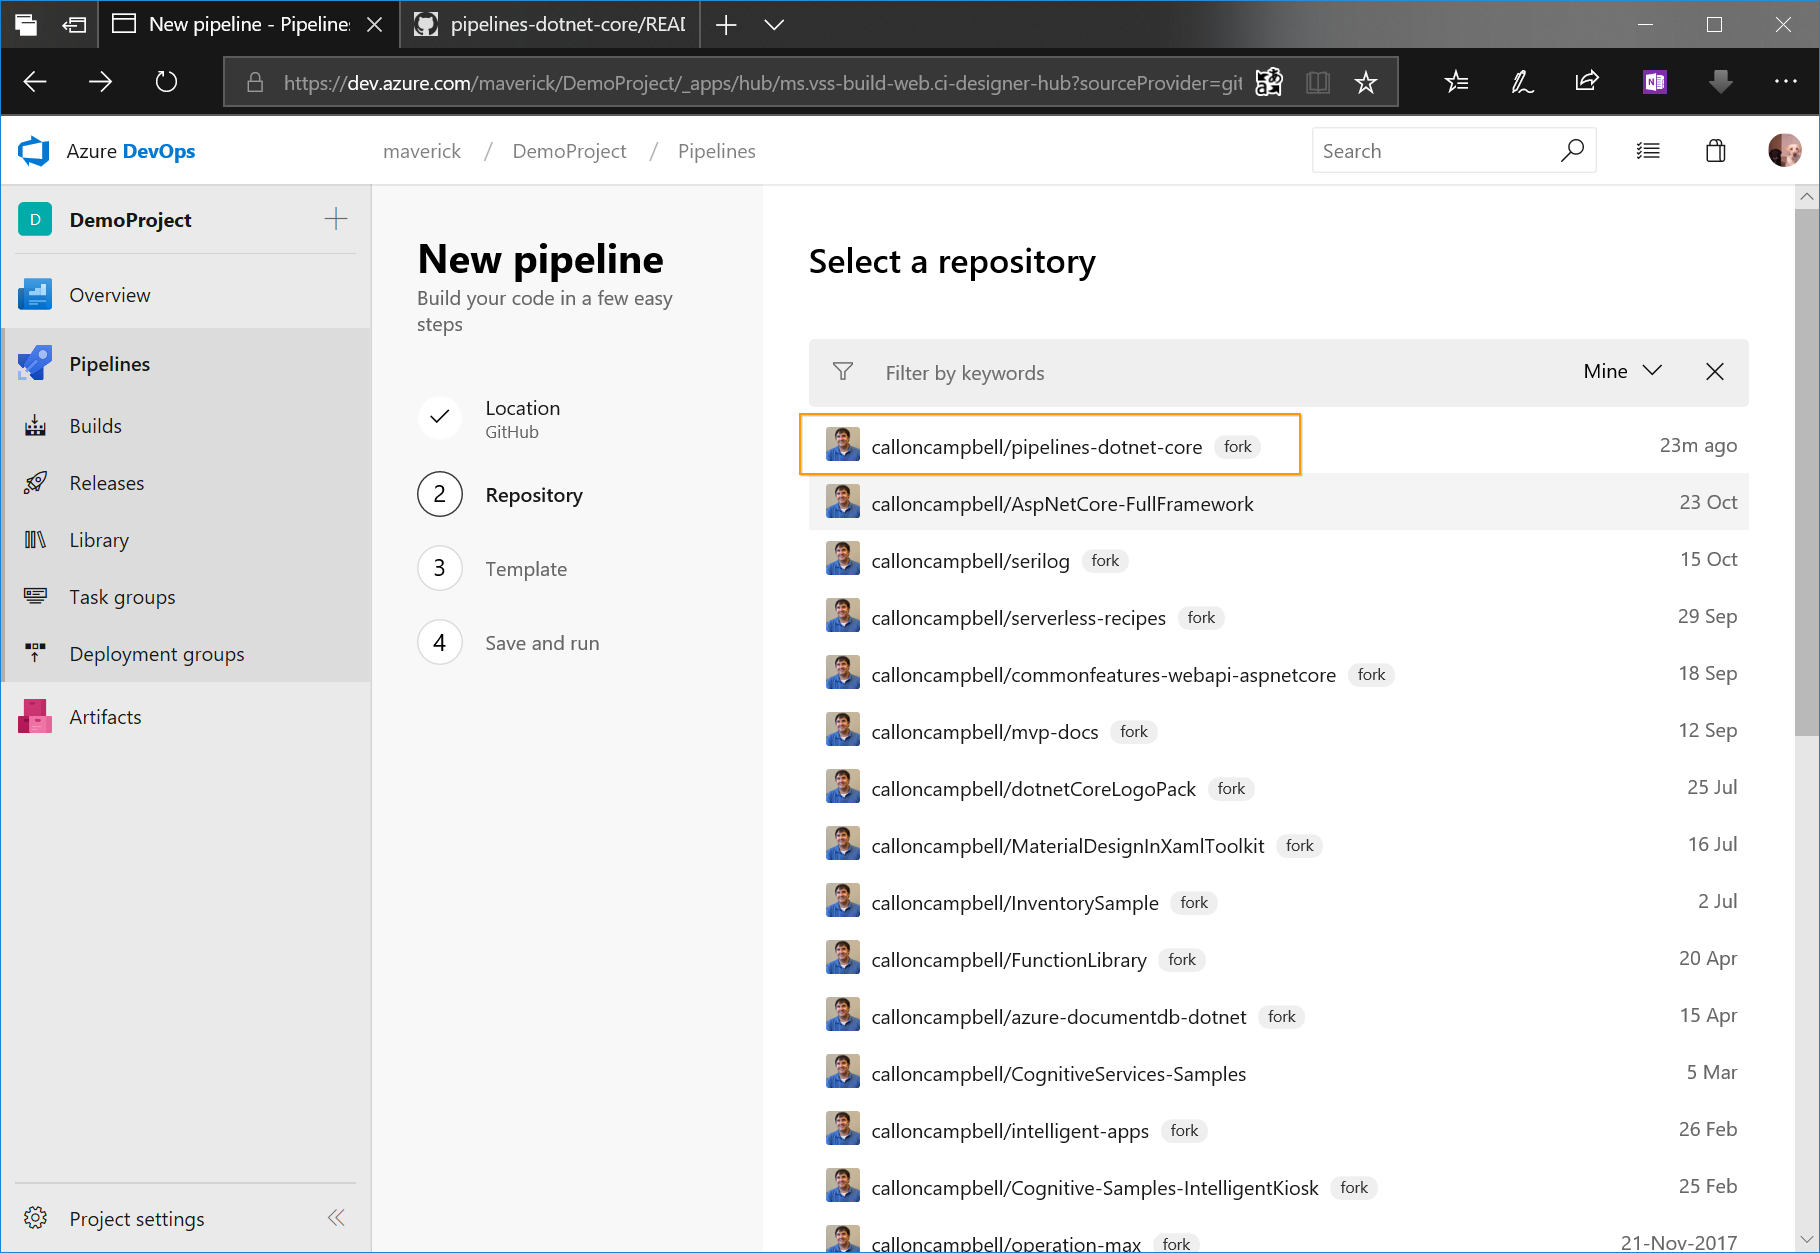 New pipeline - Pipeline
pipelines-dotnet-core/READ
https://dev.azure.com/maverick/DemoProject/_apps/hub/ms.vss-build-web.ci-designer-hub?sourceProvider=git
Azure DevOps
maverick / DemoProject / Pipelines
Search
D DemoProject
Overview
Pipelines
Builds
Releases
Library
Task groups
Deployment groups
Artifacts
Project settings
New pipeline
Build your code in a few easy
steps
Location
GitHub
2 Repository
3 Template
4 Save and run
Select a repository
Filter by keywords Mine
calloncampbell/pipelines-dotnet-core fork 23m ago
calloncampbell/AspNetCore-FullFramework 23 Oct
calloncampbell/serilog fork 15 Oct
calloncampbell/serverless-recipes fork 29 Sep
calloncampbell/commonfeatures-webapi-aspnetcore fork 18 Sep
calloncampbell/mvp-docs fork 12 Sep
calloncampbell/dotnetCoreLogoPack fork 25 Jul
calloncampbell/MaterialDesignInXamlToolkit fork 16 Jul
calloncampbell/InventorySample fork 2 Jul
calloncampbell/FunctionLibrary fork 20 Apr
calloncampbell/azure-documentdb-dotnet fork 15 Apr
calloncampbell/CognitiveServices-Samples 5 Mar
calloncampbell/intelligent-apps fork 26 Feb
calloncampbell/Cognitive-Samples-IntelligentKiosk fork 25 Feb
calloncampbell/operation-max fork 21-Nov-2017